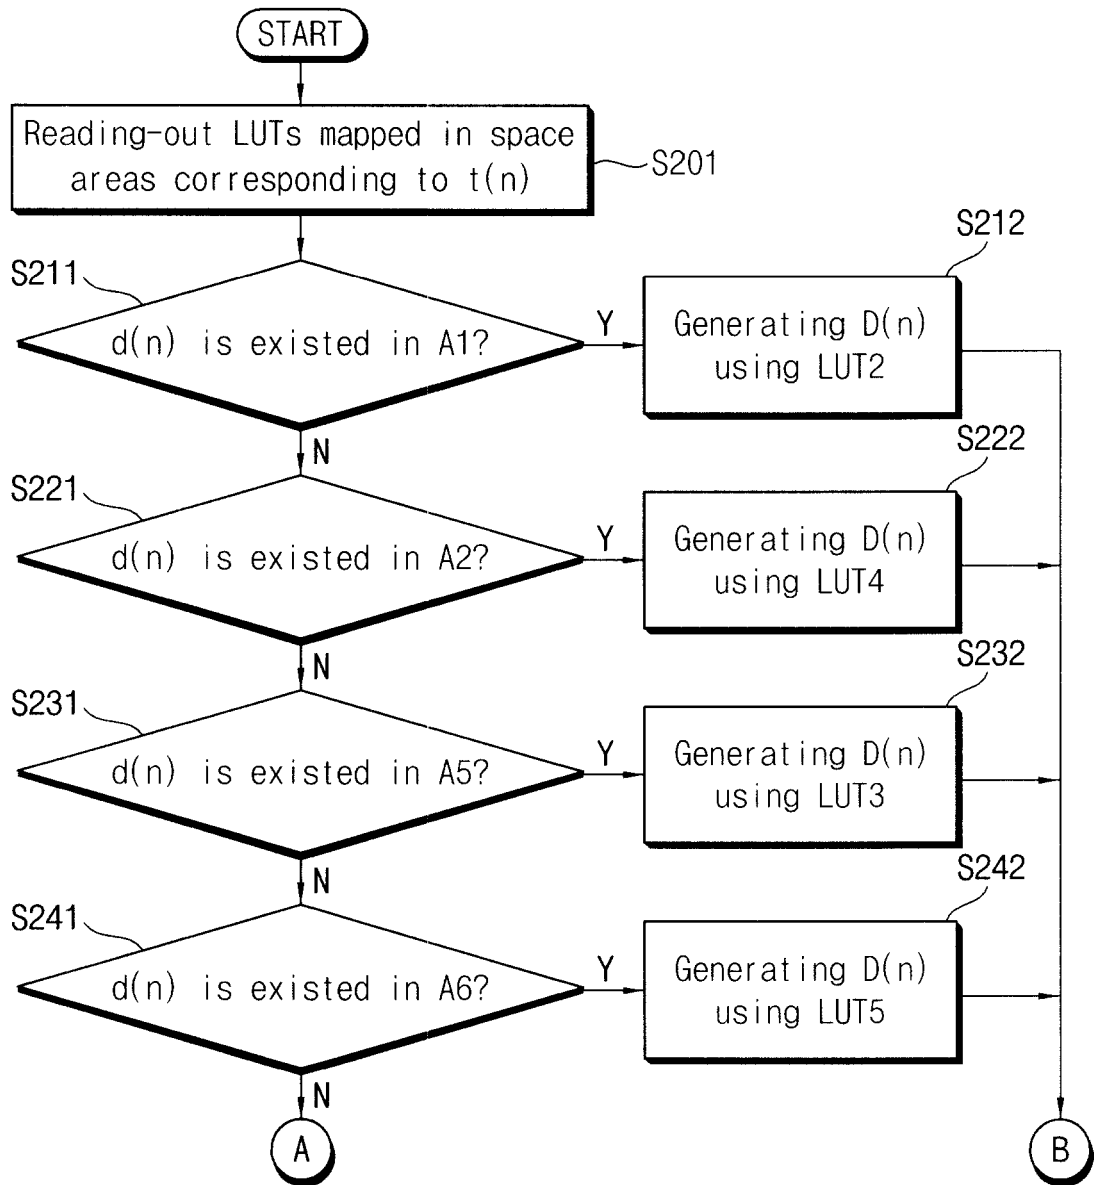 START
Reading-out LUTs mapped in space
areas corresponding to t(n)
S201
S211
d(n) is existed in A1?
Y
S212
Generating D(n)
using LUT2
N
S221
d(n) is existed in A2?
Y
S222
Generating D(n)
using LUT4
N
S231
d(n) is existed in A5?
Y
S232
Generating D(n)
using LUT3
N
S241
d(n) is existed in A6?
Y
S242
Generating D(n)
using LUT5
N
A
B